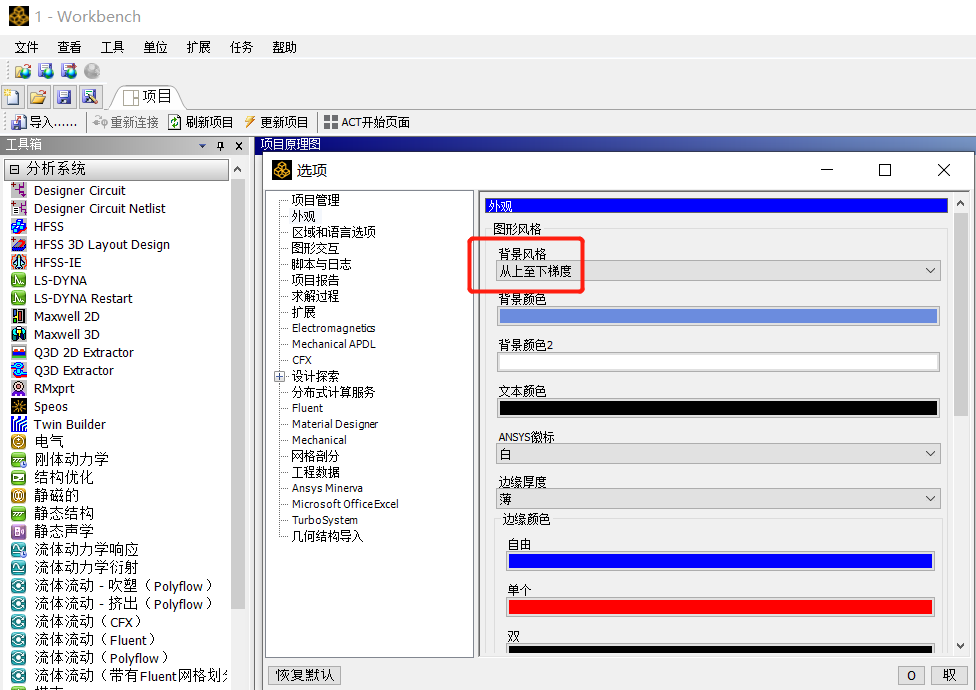 1 - Workbench
文件 查看 工具 单位 扩展 任务 帮助
项目
导入...... 重新连接 刷新项目 更新项目 ACT开始页面
工具箱
分析系统
Designer Circuit
Designer Circuit Netlist
HFSS
HFSS 3D Layout Design
HFSS-IE
LS-DYNA
LS-DYNA Restart
Maxwell 2D
Maxwell 3D
Q3D 2D Extractor
Q3D Extractor
RMxprt
Speos
Twin Builder
电气
刚体动力学
结构优化
静磁的
静态结构
静态声学
流体动力学响应
流体动力学衍射
流体流动 - 吹塑（Polyflow）
流体流动 - 挤出（Polyflow）
流体流动（CFX）
流体流动（Fluent）
流体流动（Polyflow）
流体流动（带有Fluent网格划
项目原理图
选项
项目管理
外观
区域和语言选项
图形交互
脚本与日志
项目报告
求解过程
扩展
Electromagnetics
Mechanical APDL
CFX
设计探索
分布式计算服务
Fluent
Material Designer
Mechanical
网格剖分
工程数据
Ansys Minerva
Microsoft Office Excel
TurboSystem
几何结构导入
外观
图形风格
背景风格
从上至下梯度
背景颜色
背景颜色2
文本颜色
ANSYS徽标
白
边缘厚度
薄
边缘颜色
自由
单个
双
恢复默认
O
取